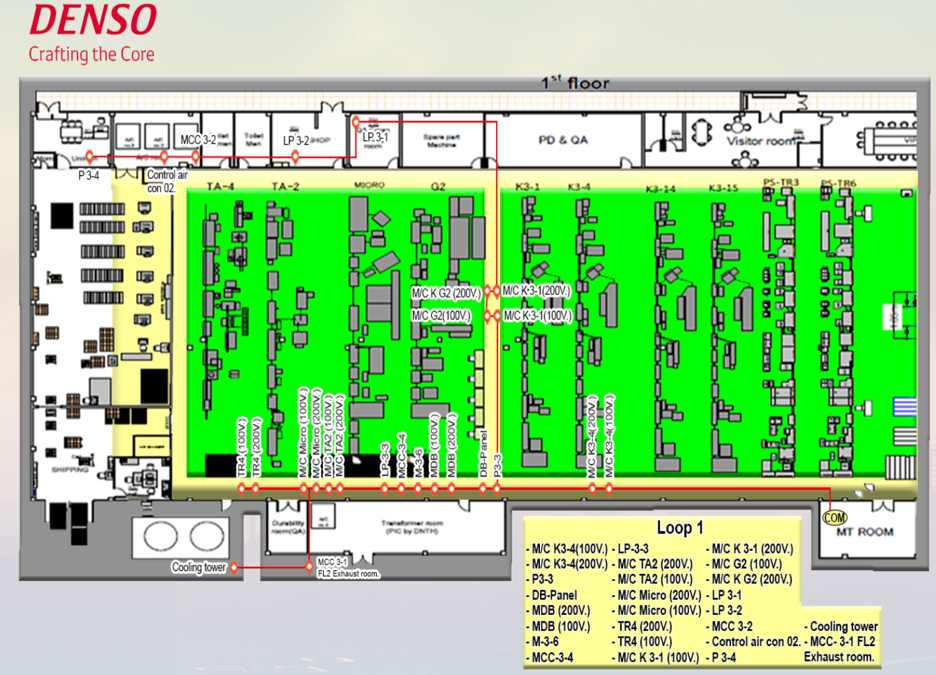 DENSO
Crafting the Core
1st floor
MCC 3-2
Toilet Men
LP 3-2
SHOP
LP 3-1
room
Spare part
Machine
PD & QA
Visitor room
VIP
P 3-4
Control air
con 02.
TA-4
TA-2
MICRO
G2
K3-1
K3-4
K3-14
K3-15
PS-TR3
PS-TR6
M/C K G2 (200V.)
M/C K-3-1(200V.)
M/C G2(100V.)
M/C K-3-1(100V.)
TR4 (100V.)
TR4 (200V.)
M/C Micro (100V.)
M/C Micro (200V.)
M/C TA2 (100V.)
M/C TA2 (200V.)
LP-3-3
MCC-3-4
M-3-6
MDB (100V.)
MDB (200V.)
DB-Panel
P3-3
M/C K3-4(200V.)
M/C K3-4(100V.)
SHIPPING
Durability
room(QA)
Transformer room
(PIC by DNTH)
COM
MT ROOM
Cooling tower
MCC 3-1
FL2 Exhaust room.
Loop 1
- M/C K3-4(100V.) - LP-3-3 - M/C K 3-1 (200V.)
- M/C K3-4(200V.) - M/C TA2 (200V.) - M/C G2 (100V.)
- P3-3 - M/C TA2 (100V.) - M/C K G2 (200V.)
- DB-Panel - M/C Micro (200V.) - LP 3-1
- MDB (200V.) - M/C Micro (100V.) - LP 3-2
- MDB (100V.) - TR4 (200V.) - MCC 3-2 - Cooling tower
- M-3-6 - TR4 (100V.) - Control air con 02. - MCC- 3-1 FL2
- MCC-3-4 - M/C K 3-1 (100V.) - P 3-4 Exhaust room.